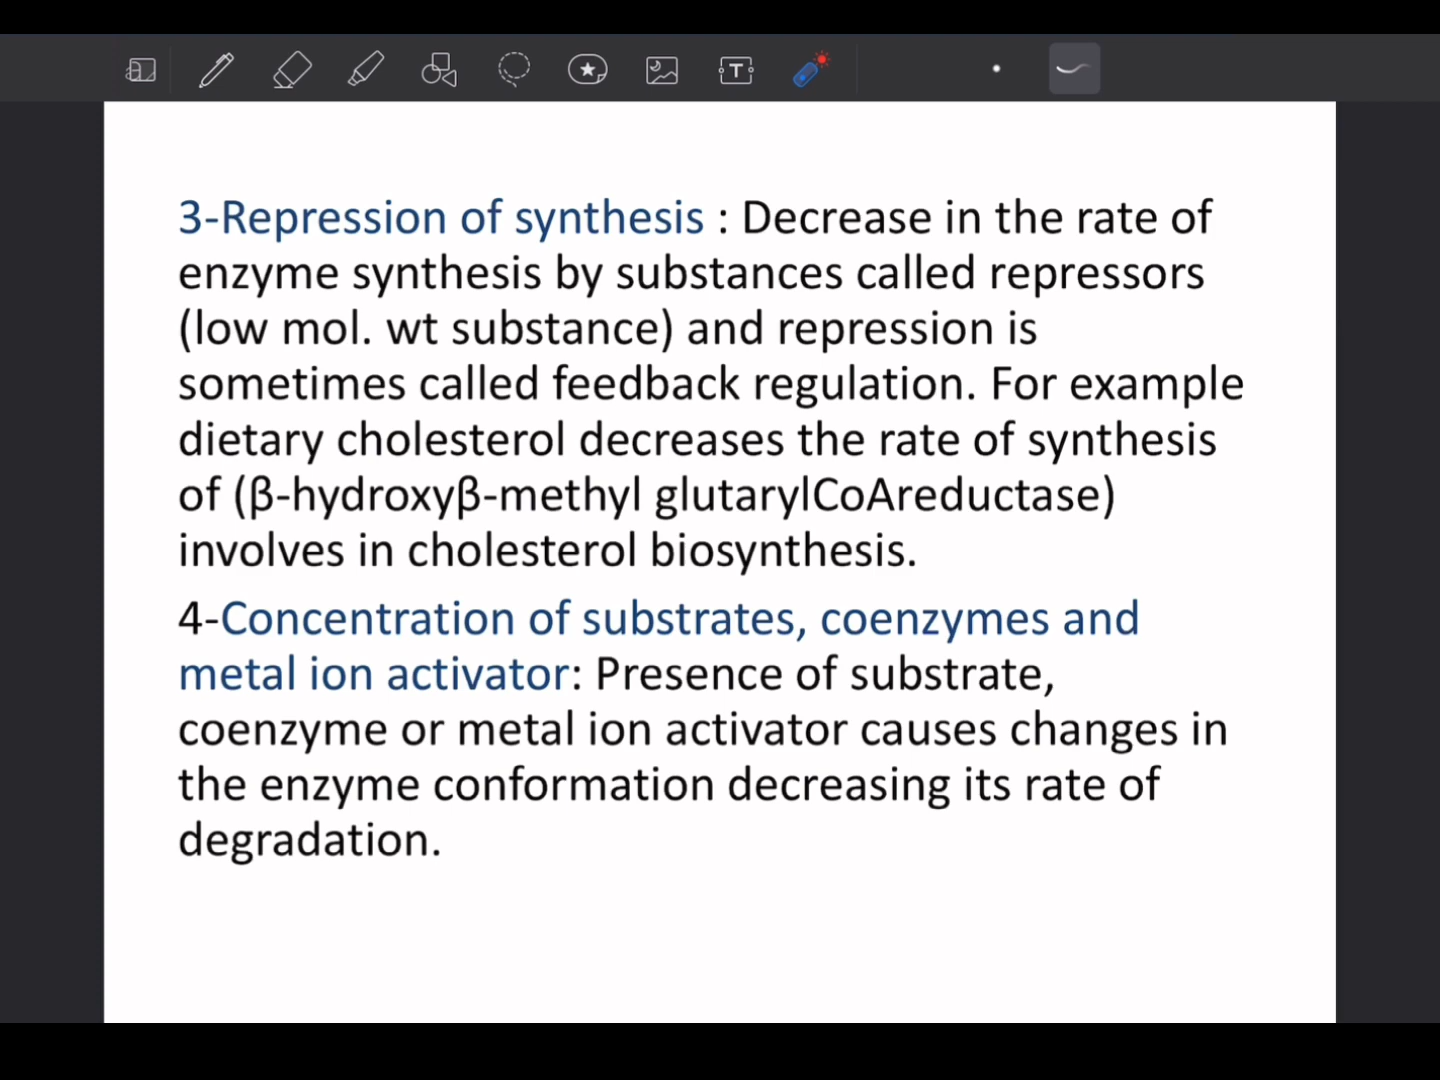 3-Repression of synthesis : Decrease in the rate of
enzyme synthesis by substances called repressors
(low mol. wt substance) and repression is
sometimes called feedback regulation. For example
dietary cholesterol decreases the rate of synthesis
of (β-hydroxyβ-methyl glutarylCoAreductase)
involves in cholesterol biosynthesis.
4-Concentration of substrates, coenzymes and
metal ion activator: Presence of substrate,
coenzyme or metal ion activator causes changes in
the enzyme conformation decreasing its rate of
degradation.